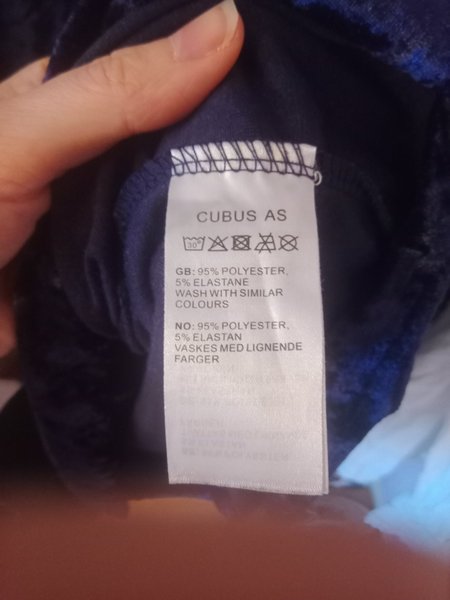 CUBUS AS
30°
GB: 95% POLYESTER,
5% ELASTANE
WASH WITH SIMILAR
COLOURS
NO: 95% POLYESTER,
5% ELASTAN
VASKES MED LIGNENDE
FARGER